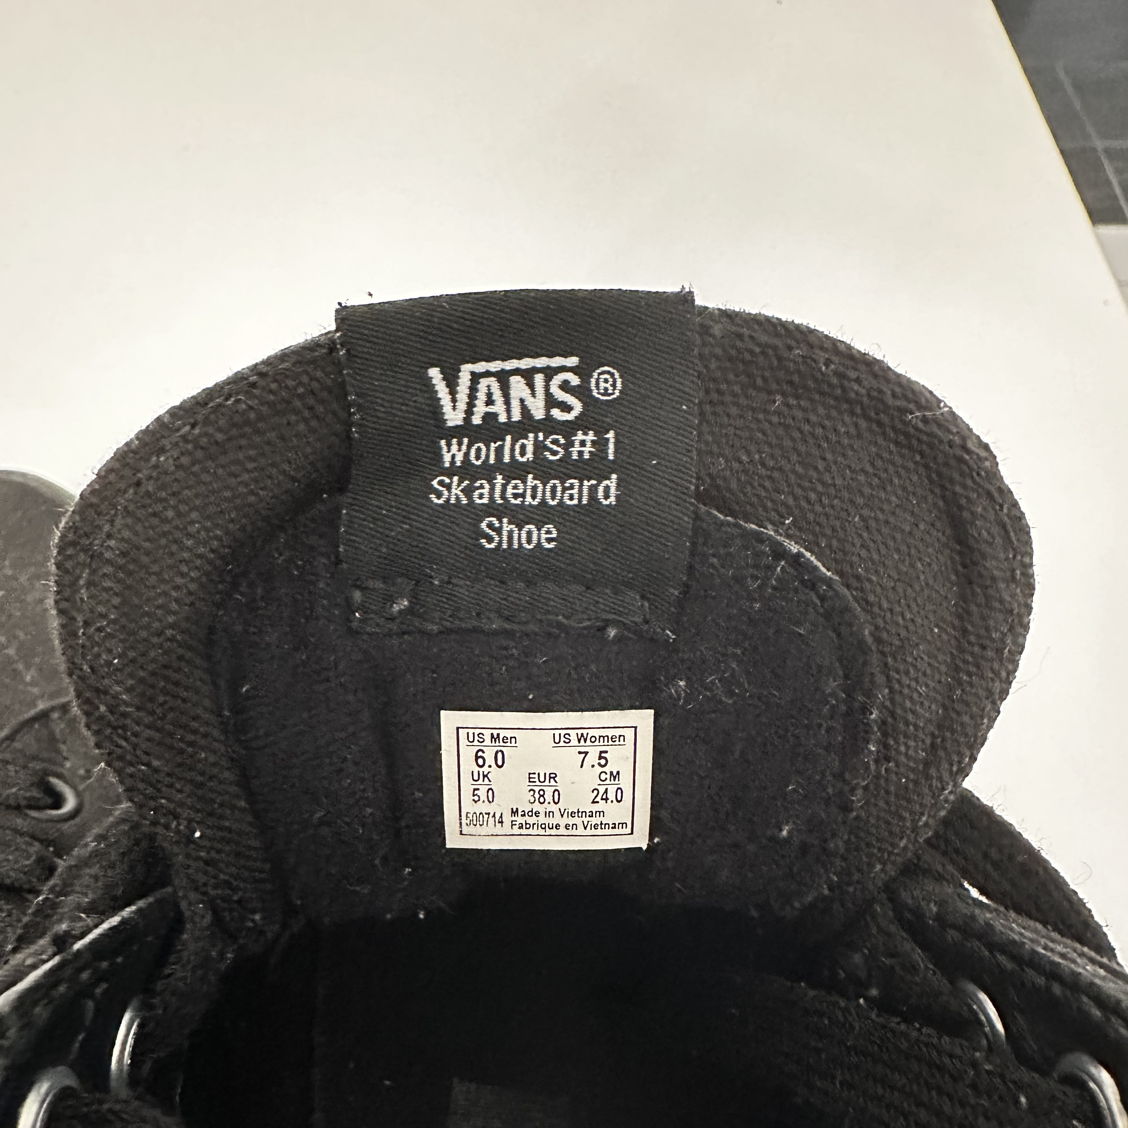 VANS®
World's #1
Skateboard
Shoe
US Men US Women
6.0 7.5
UK EUR CM
5.0 38.0 24.0
500714 Made in Vietnam
Fabrique en Vietnam